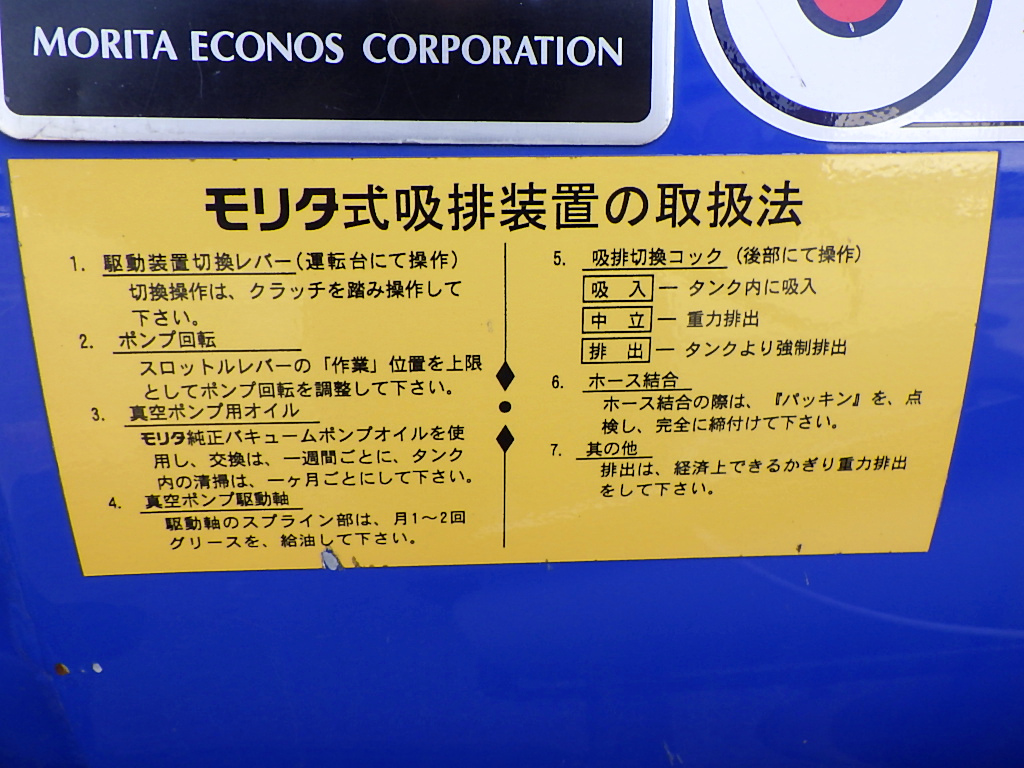 MORITA ECONOS CORPORATION
モリタ式吸排装置の取扱法
1. 駆動装置切換レバー(運転台にて操作)
切換操作は、クラッチを踏み操作して
下さい。
2. ポンプ回転
スロットルレバーの「作業」位置を上限
としてポンプ回転を調整して下さい。
3. 真空ポンプ用オイル
モリタ純正バキュームポンプオイルを使
用し、交換は、一週間ごとに、タンク
内の清掃は、一ヶ月ごとにして下さい。
4. 真空ポンプ駆動軸
駆動軸のスプライン部は、月1〜2回
グリースを、給油して下さい。
5. 吸排切換コック (後部にて操作)
吸 入 ― タンク内に吸入
中 立 ― 重力排出
排 出 ― タンクより強制排出
6. ホース結合
ホース結合の際は、『パッキン』を、点
検し、完全に締付けて下さい。
7. 其の他
排出は、経済上できるかぎり重力排出
をして下さい。